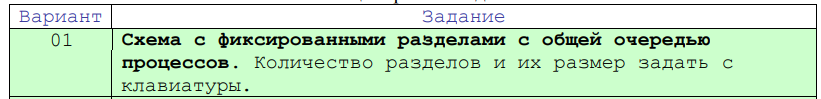 Вариант Задание
01 Схема с фиксированными разделами с общей очередью
процессов. Количество разделов и их размер задать с
клавиатуры.